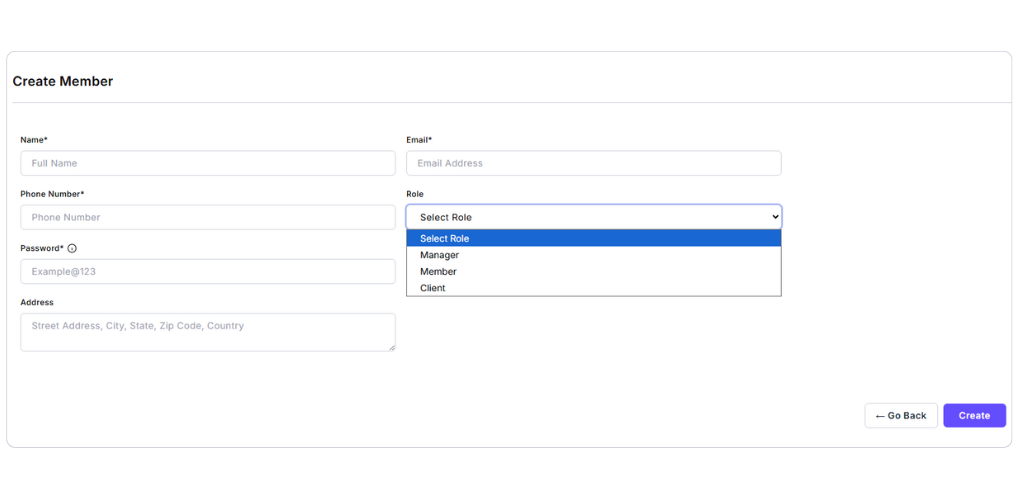 Create Member
Name*
Full Name
Email*
Email Address
Phone Number*
Phone Number
Role
Select Role
Select Role
Manager
Member
Client
Password*
Example@123
Address
Street Address, City, State, Zip Code, Country
← Go Back
Create